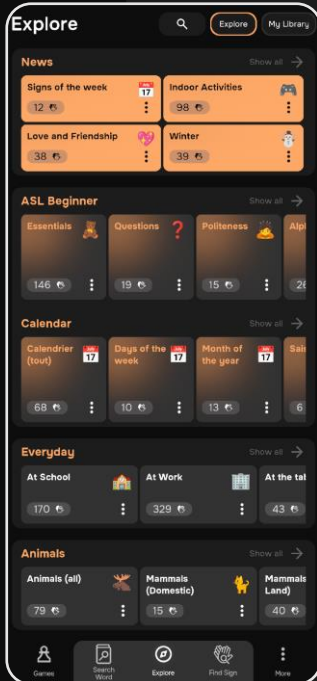 Explore
Explore
My Library
News
Show all
Signs of the week
12
Indoor Activities
98
Love and Friendship
38
Winter
39
ASL Beginner
Show all
Essentials
146
Questions
19
Politeness
15
Calendar
Show all
Calendrier
(tout)
68
Days of the
week
10
Month of
the year
13
6
Everyday
Show all
At School
170
At Work
329
At the
43
Animals
Show all
Animals (all)
79
Mammals
(Domestic)
15
Mammals
Land)
40
Games
Search
Word
Explore
Find Sign
More